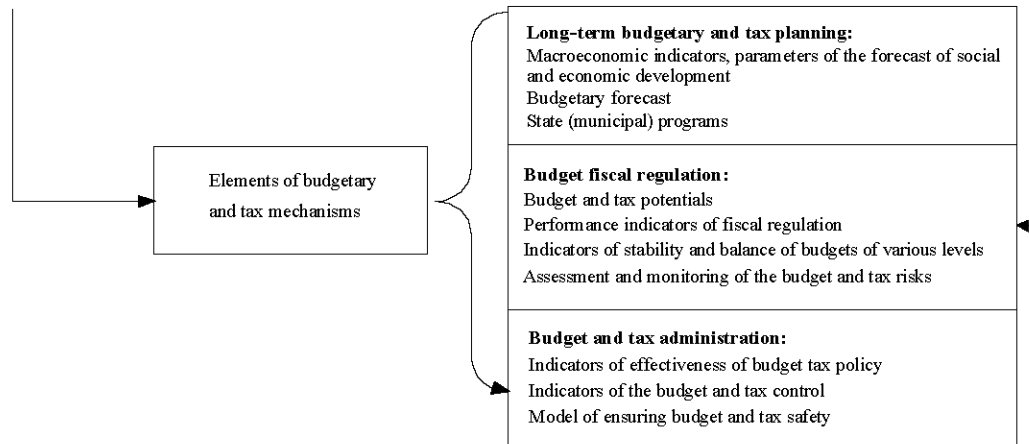 Elements of budgetary
and tax mechanisms
Long-term budgetary and tax planning:
Macroeconomic indicators, parameters of the forecast of social
and economic development
Budgetary forecast
State (municipal) programs
Budget fiscal regulation:
Budget and tax potentials
Performance indicators of fiscal regulation
Indicators of stability and balance of budgets of various levels
Assessment and monitoring of the budget and tax risks
Budget and tax administration:
Indicators of effectiveness of budget tax policy
Indicators of the budget and tax control
Model of ensuring budget and tax safety